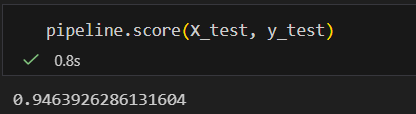 pipeline.score(X_test, y_test)
0.8s
0.9463926286131604